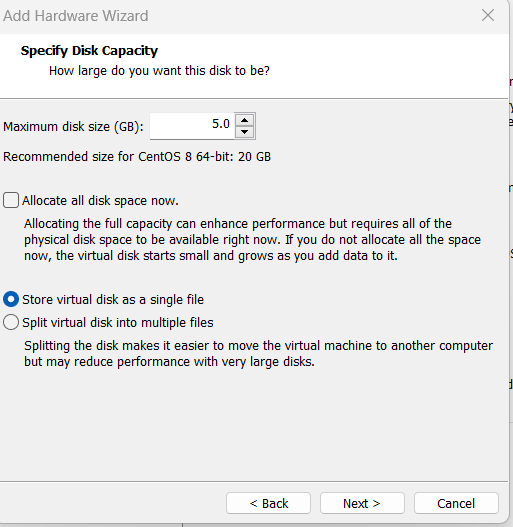 Add Hardware Wizard
Specify Disk Capacity
How large do you want this disk to be?
Maximum disk size (GB):
5.0
Recommended size for CentOS 8 64-bit: 20 GB
Allocate all disk space now.
Allocating the full capacity can enhance performance but requires all of the
physical disk space to be available right now. If you do not allocate all the space
now, the virtual disk starts small and grows as you add data to it.
Store virtual disk as a single file
Split virtual disk into multiple files
Splitting the disk makes it easier to move the virtual machine to another computer
but may reduce performance with very large disks.
< Back
Next >
Cancel